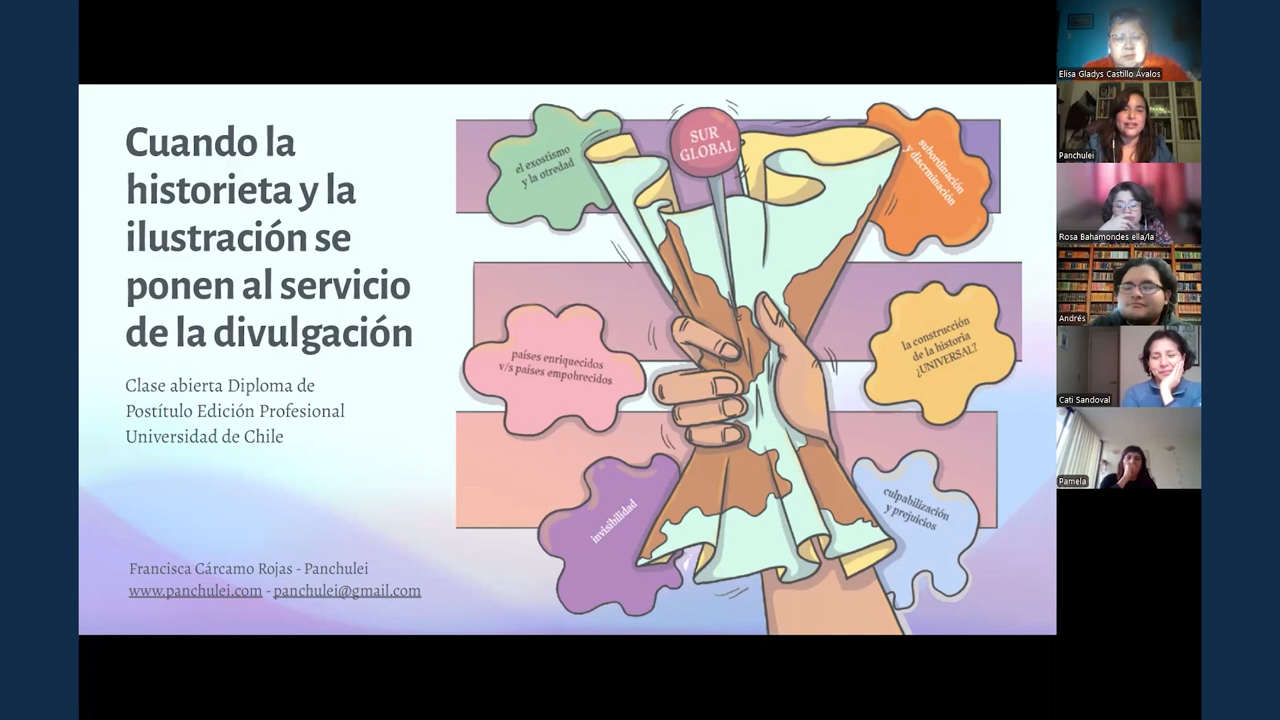 Cuando la
historieta y la
ilustración se
ponen al servicio
de la divulgación
Clase abierta Diploma de
Postítulo Edición Profesional
Universidad de Chile
Francisca Cárcamo Rojas - Panchulei
www.panchulei.com - panchulei@gmail.com
el exostismo
y la otredad
SUR
GLOBAL
subordinación
y discrminación
países enriquecidos
v/s países empobrecidos
la construcción
de la historia
¿UNIVERSAL?
invisibilidad
culpabilización
y prejuicios
Elisa Gladys Castillo Ávalos
Panchulei
Rosa Bahamondes ella/la
Andrés
Cati Sandoval
Pamela